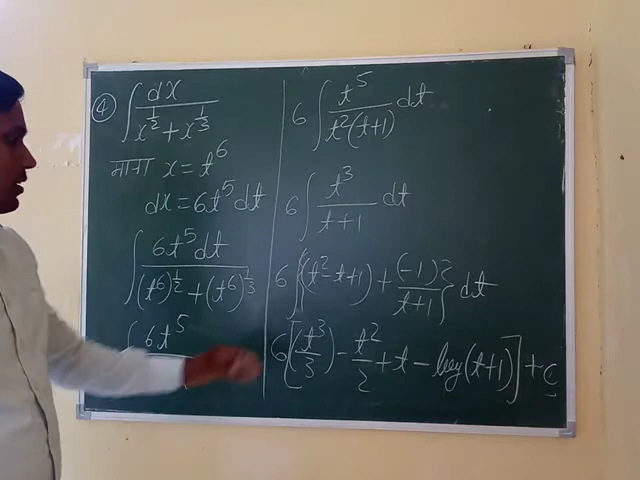 ④ ∫ dx / (x^(1/2) + x^(1/3))
माना x = t^6
dx = 6t^5 dt
∫ 6t^5 dt / ((t^6)^(1/2) + (t^6)^(1/3))
∫ 6t^5
6 ∫ t^5 / (t^2(t+1)) dt
6 ∫ t^3 / (t+1) dt
6 ∫ {(t^2 - t + 1) + (-1) / (t+1)} dt
6 [(t^3/3) - t^2/2 + t - log(t+1)] + c